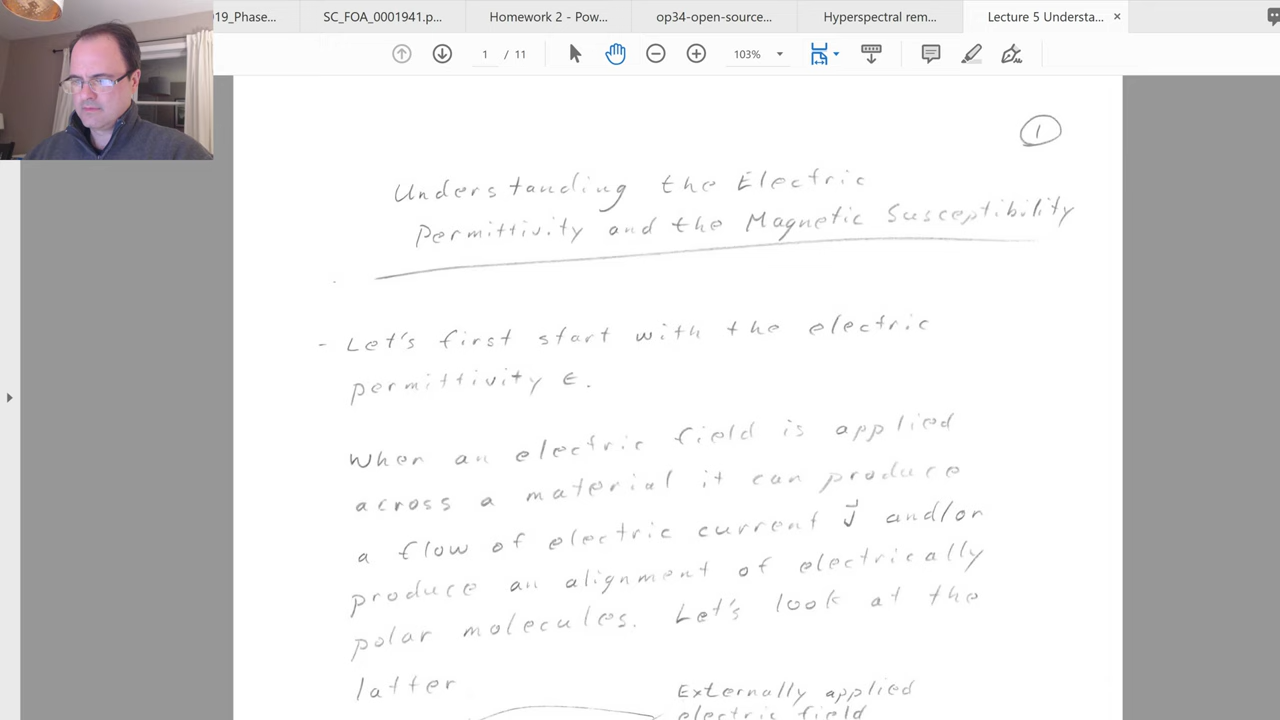 19_Phase...
SC_FOA_0001941.p...
Homework 2 - Pow...
op34-open-source...
Hyperspectral rem...
Lecture 5 Understa... ×
1 / 11
103%
1
Understanding the Electric
Permittivity and the Magnetic Susceptibility
- Let's first start with the electric
permittivity ϵ.
When an electric field is applied
across a material it can produce
a flow of electric current J⃗ and/or
produce an alignment of electrically
polar molecules. Let's look at the
latter
Externally applied
electric field